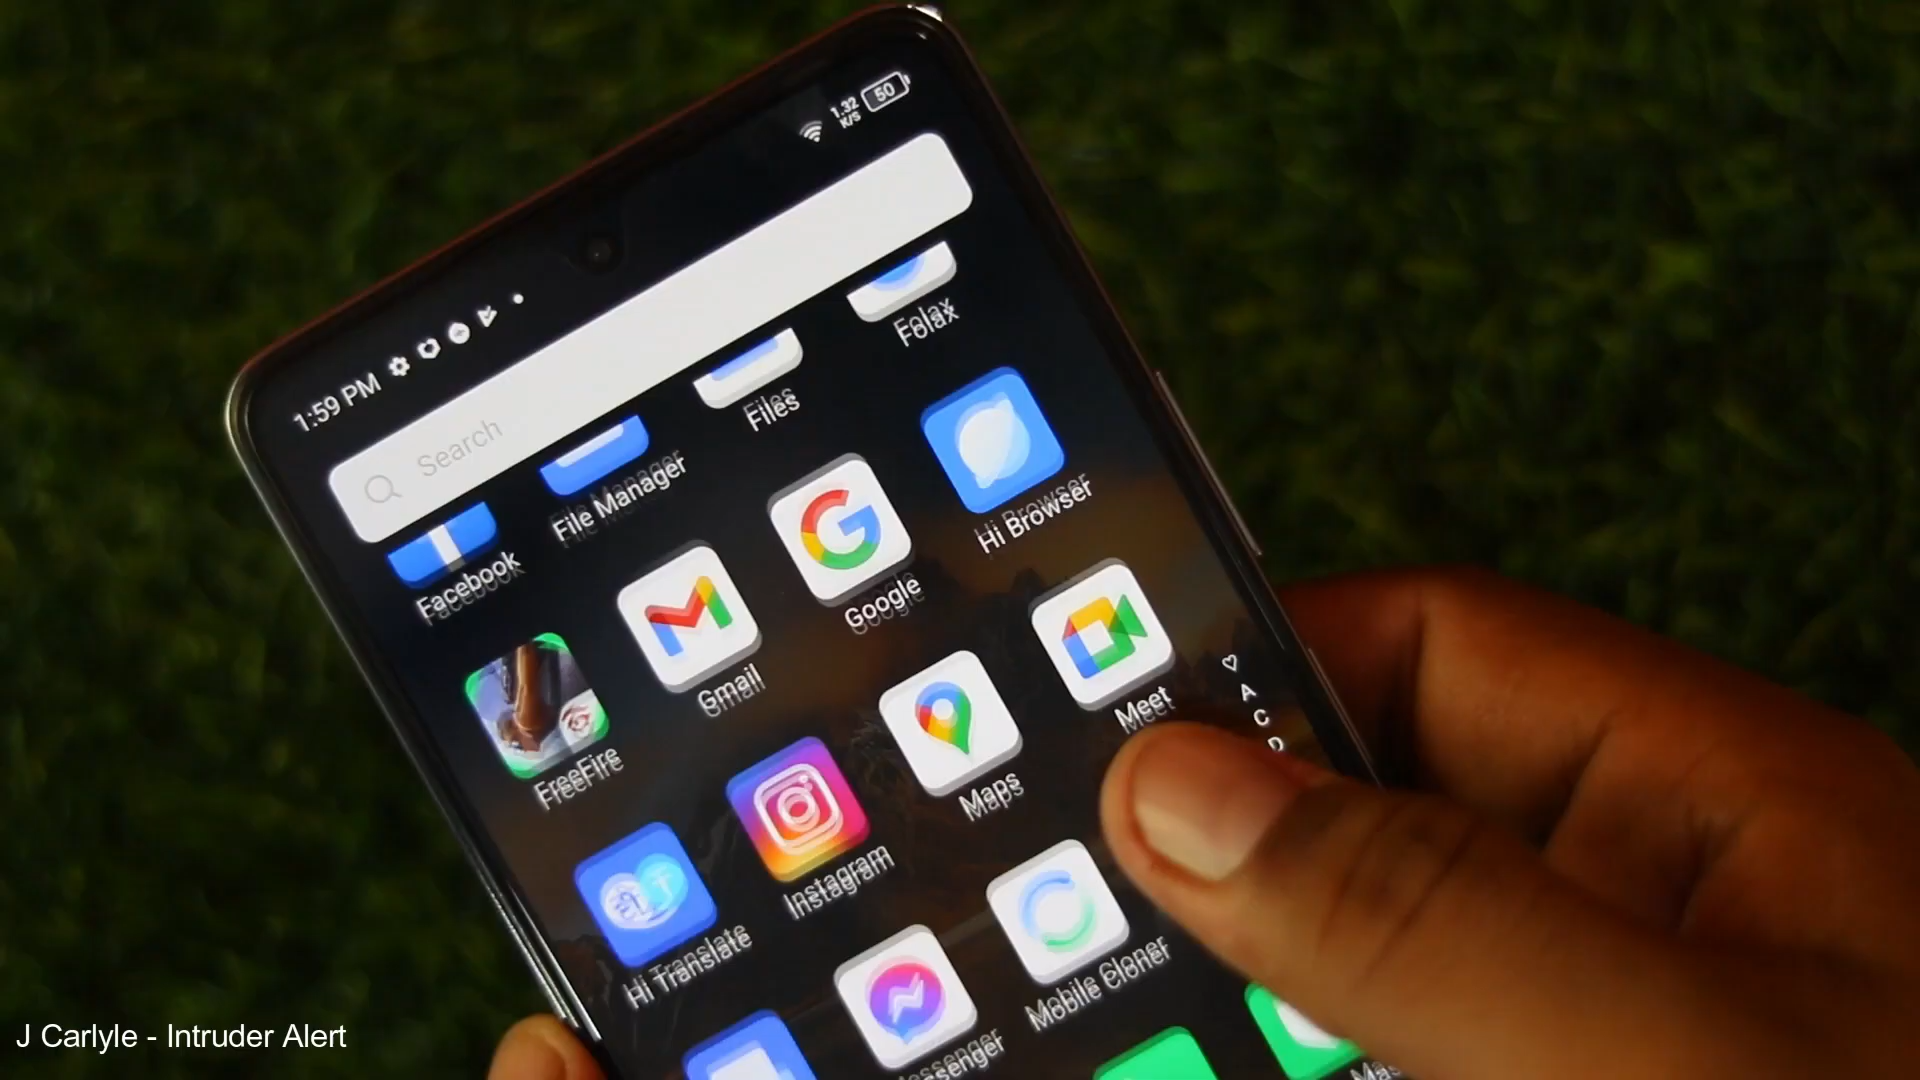 1:59 PM
1.32
K/S
50
Search
Folax
Files
File Manager
Facebook
Hi Browser
Google
Gmail
FreeFire
Meet
Maps
Instagram
Hi Translate
Mobile Cloner
A
C
D
J Carlyle - Intruder Alert